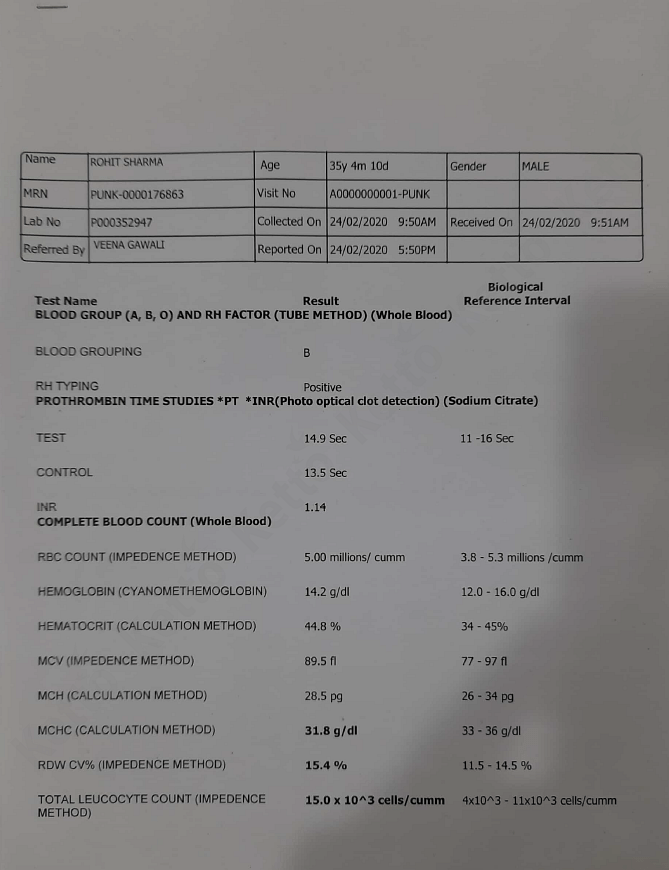 Name ROHIT SHARMA Age 35y 4m 10d Gender MALE
MRN PUNK-0000176863 Visit No A0000000001-PUNK
Lab No P000352947 Collected On 24/02/2020 9:50AM Received On 24/02/2020 9:51AM
Referred By VEENA GAWALI Reported On 24/02/2020 5:50PM
Biological
Test Name Result Reference Interval
BLOOD GROUP (A, B, O) AND RH FACTOR (TUBE METHOD) (Whole Blood)
BLOOD GROUPING B
RH TYPING Positive
PROTHROMBIN TIME STUDIES *PT *INR(Photo optical clot detection) (Sodium Citrate)
TEST 14.9 Sec 11 -16 Sec
CONTROL 13.5 Sec
INR 1.14
COMPLETE BLOOD COUNT (Whole Blood)
RBC COUNT (IMPEDENCE METHOD) 5.00 millions/ cumm 3.8 - 5.3 millions /cumm
HEMOGLOBIN (CYANOMETHEMOGLOBIN) 14.2 g/dl 12.0 - 16.0 g/dl
HEMATOCRIT (CALCULATION METHOD) 44.8 % 34 - 45%
MCV (IMPEDENCE METHOD) 89.5 fl 77 - 97 fl
MCH (CALCULATION METHOD) 28.5 pg 26 - 34 pg
MCHC (CALCULATION METHOD) 31.8 g/dl 33 - 36 g/dl
RDW CV% (IMPEDENCE METHOD) 15.4 % 11.5 - 14.5 %
TOTAL LEUCOCYTE COUNT (IMPEDENCE 15.0 x 10^3 cells/cumm 4x10^3 - 11x10^3 cells/cumm
METHOD)